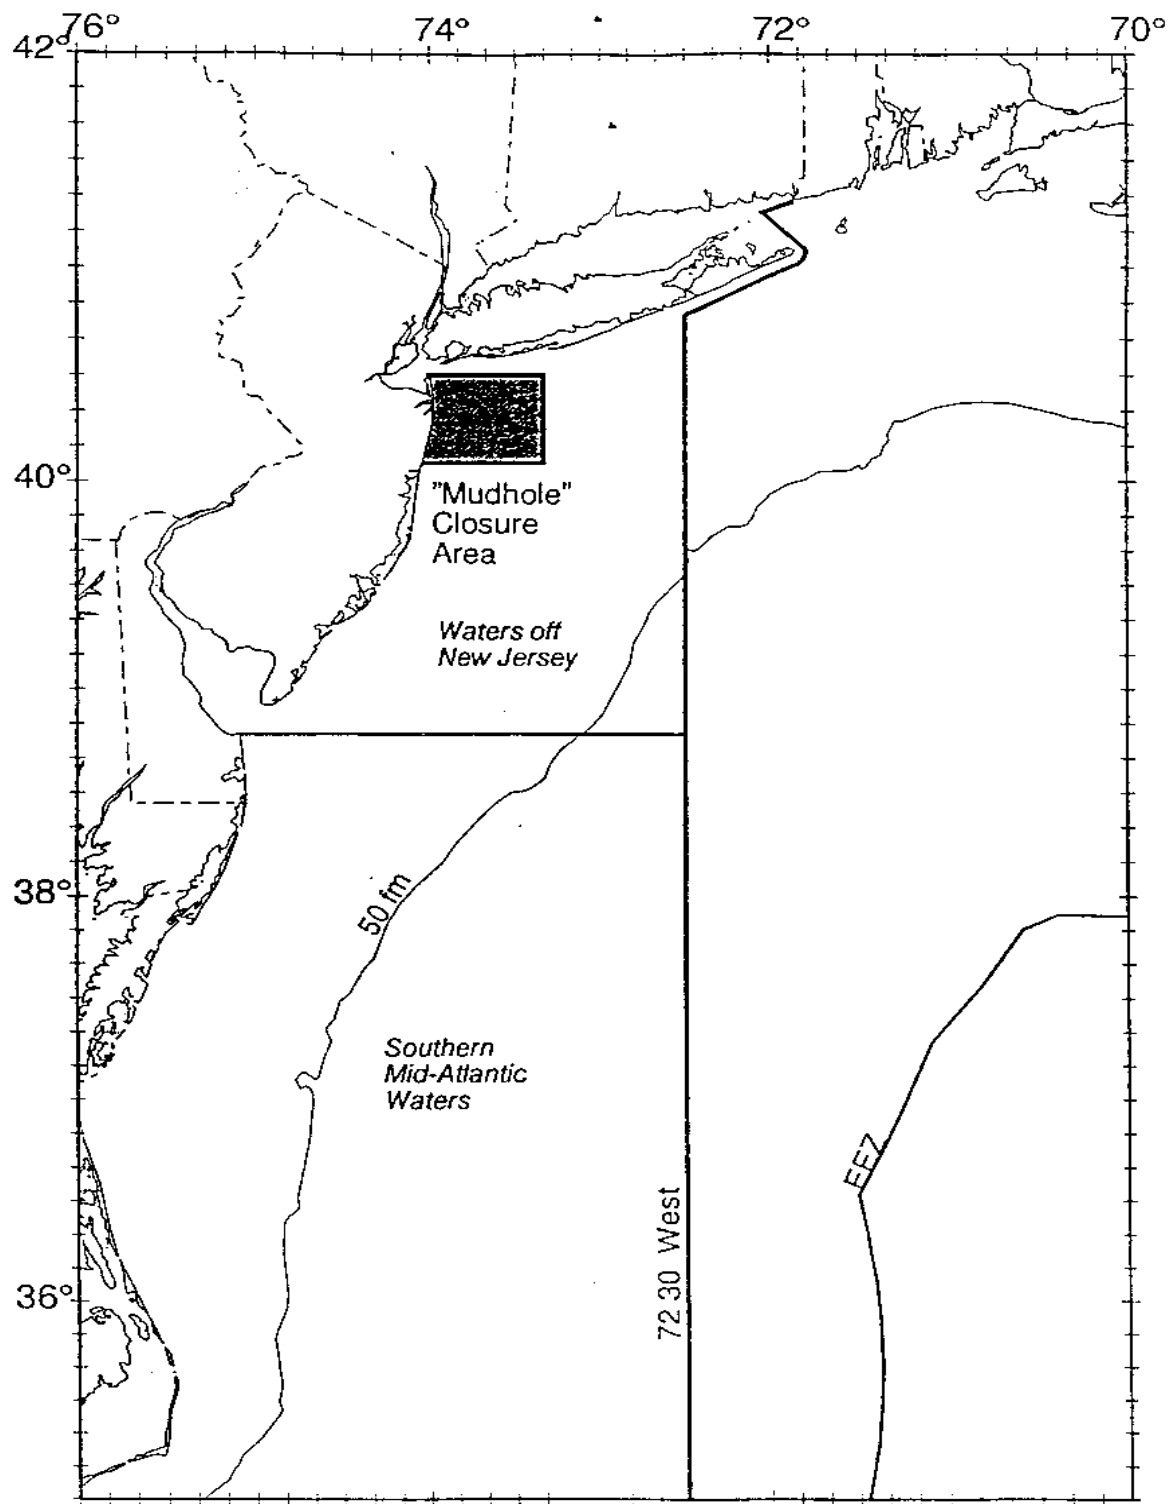 76° 74° 72° 70°
42°
40°
"Mudhole"
Closure
Area
Waters off
New Jersey
38°
50 fm
Southern
Mid-Atlantic
Waters
EEZ
72 30 West
36°